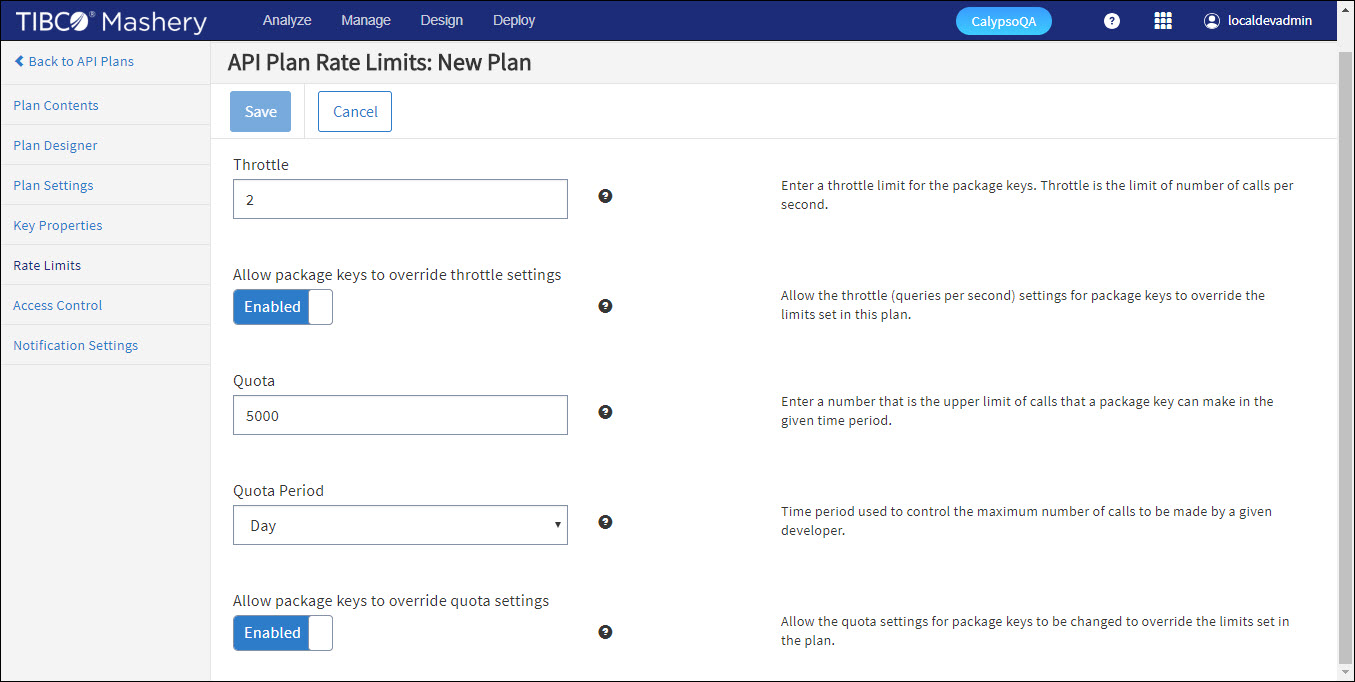 TIBCO® Mashery Analyze Manage Design Deploy CalypsoQA ? localdevadmin
Back to API Plans
Plan Contents
Plan Designer
Plan Settings
Key Properties
Rate Limits
Access Control
Notification Settings
API Plan Rate Limits: New Plan
Save Cancel
Throttle
2 ?
Enter a throttle limit for the package keys. Throttle is the limit of number of calls per
second.
Allow package keys to override throttle settings
Enabled ?
Allow the throttle (queries per second) settings for package keys to override the
limits set in this plan.
Quota
5000 ?
Enter a number that is the upper limit of calls that a package key can make in the
given time period.
Quota Period
Day ?
Time period used to control the maximum number of calls to be made by a given
developer.
Allow package keys to override quota settings
Enabled ?
Allow the quota settings for package keys to be changed to override the limits set in
the plan.